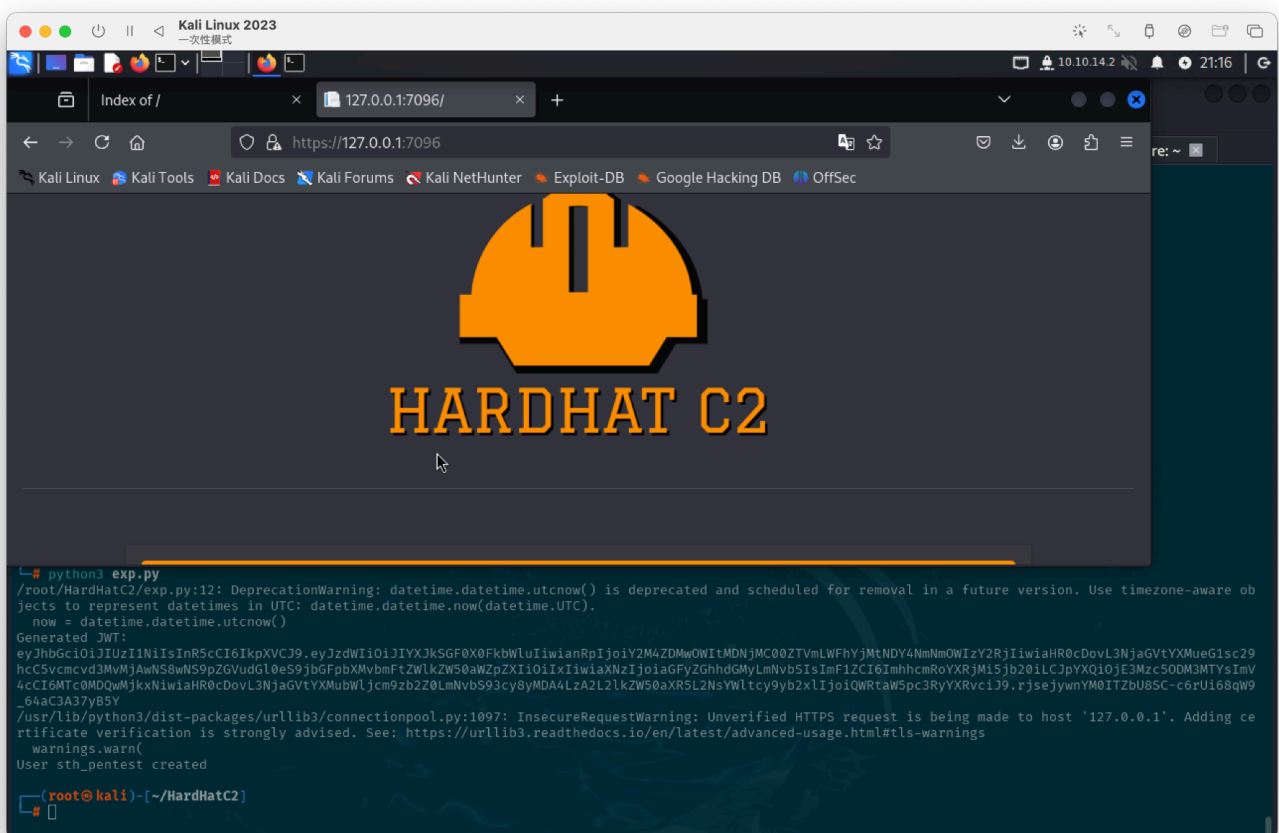 Kali Linux 2023
一次性模式
10.10.14.2
21:16
Index of /
127.0.0.1:7096/
https://127.0.0.1:7096
re: ~
Kali Linux
Kali Tools
Kali Docs
Kali Forums
Kali NetHunter
Exploit-DB
Google Hacking DB
OffSec
HARDHAT C2
└─# python3 exp.py
/root/HardHatC2/exp.py:12: DeprecationWarning: datetime.datetime.utcnow() is deprecated and scheduled for removal in a future version. Use timezone-aware ob
jects to represent datetimes in UTC: datetime.datetime.now(datetime.UTC).
now = datetime.datetime.utcnow()
Generated JWT:
/usr/lib/python3/dist-packages/urllib3/connectionpool.py:1097: InsecureRequestWarning: Unverified HTTPS request is being made to host '127.0.0.1'. Adding ce
rtificate verification is strongly advised. See: https://urllib3.readthedocs.io/en/latest/advanced-usage.html#tls-warnings
warnings.warn(
User sth_pentest created
┌──(root㉿kali)-[~/HardHatC2]
└─#